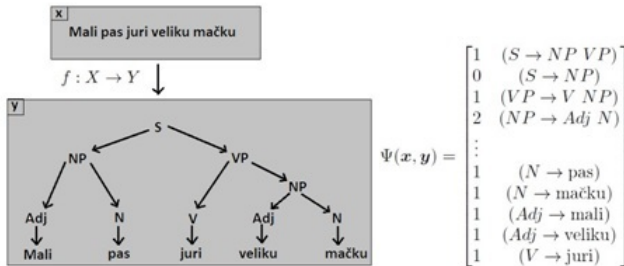 x
Mali pas juri veliku mačku
f : X → Y
y
S
NP VP
NP
Adj N V Adj N
Mali pas juri veliku mačku
Ψ(x, y) =
1 (S → NP VP)
0 (S → NP)
1 (VP → V NP)
2 (NP → Adj N)
⋮
1 (N → pas)
1 (N → mačku)
1 (Adj → mali)
1 (Adj → veliku)
1 (V → juri)